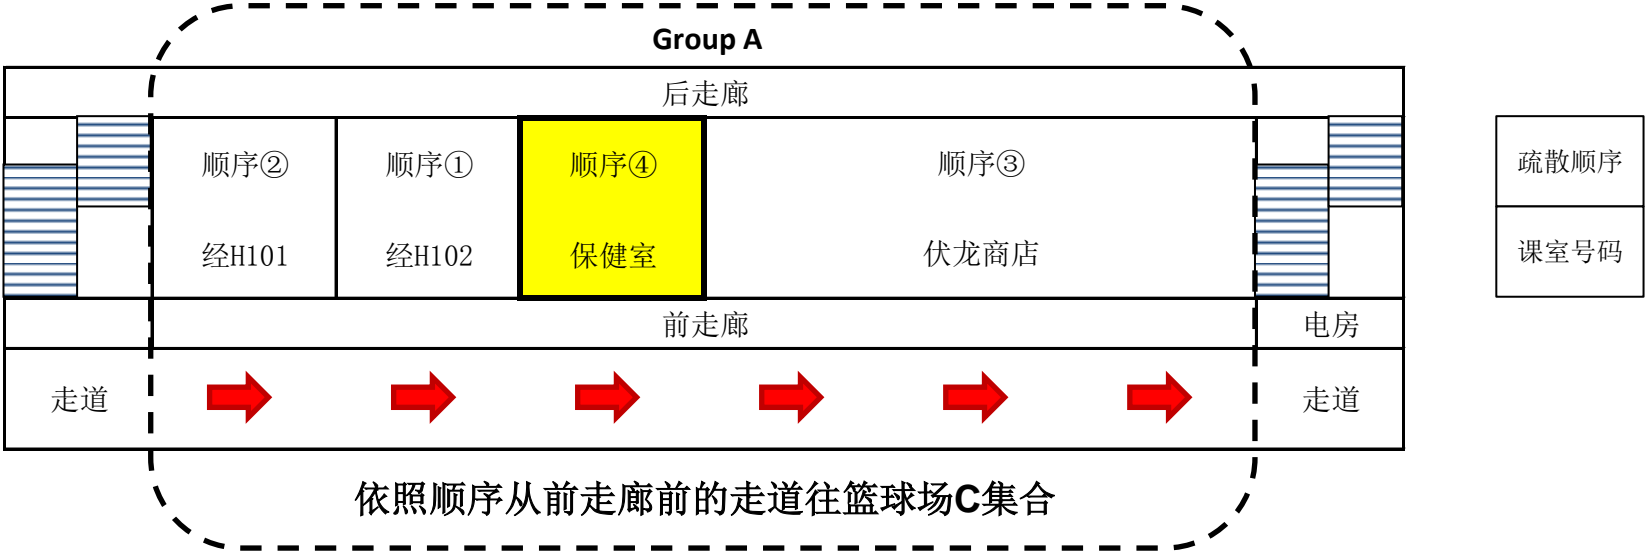 Group A
后走廊
顺序②
顺序①
顺序④
顺序③
疏散顺序
经H101
经H102
保健室
伏龙商店
课室号码
前走廊
电房
走道
走道
依照顺序从前走廊前的走道往篮球场C集合